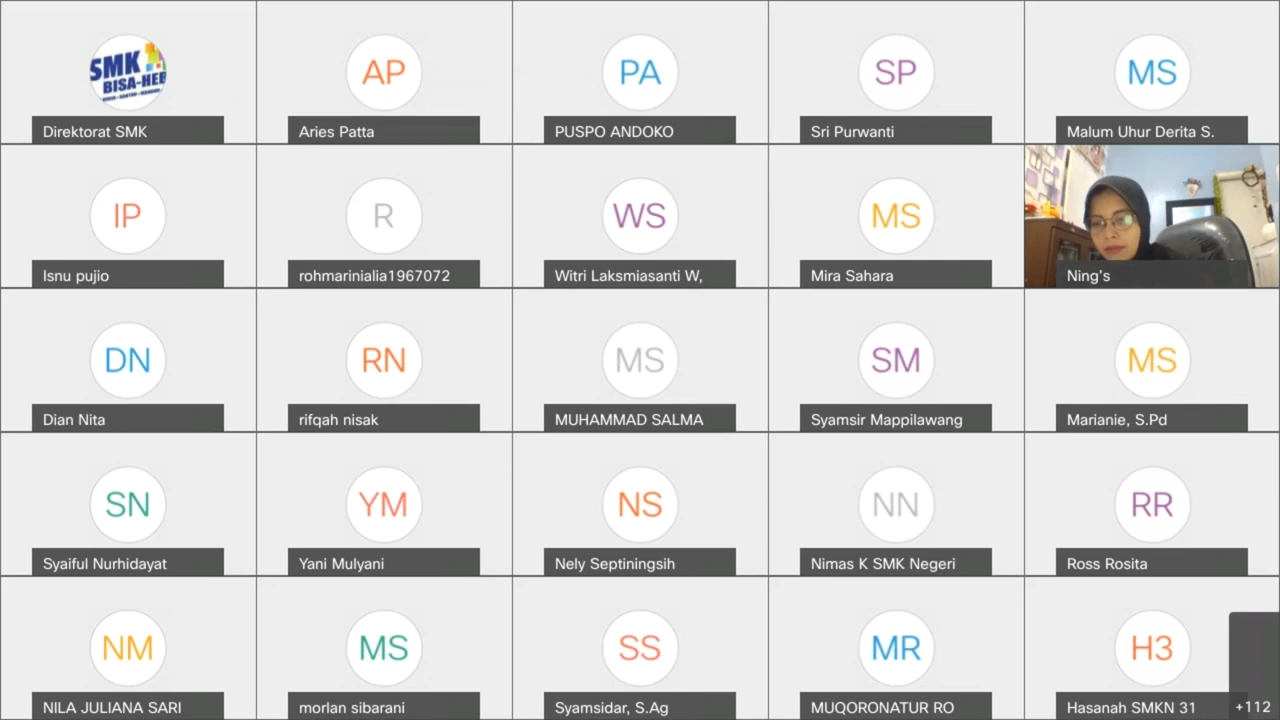 SMK
BISA-HEB
Direktorat SMK
AP
Aries Patta
PA
PUSPO ANDOKO
SP
Sri Purwanti
MS
Malum Uhur Derita S.
IP
Isnu pujio
R
rohmarinialia1967072
WS
Witri Laksmiasanti W,
MS
Mira Sahara
Ning's
DN
Dian Nita
RN
rifqah nisak
MS
MUHAMMAD SALMA
SM
Syamsir Mappilawang
MS
Marianie, S.Pd
SN
Syaiful Nurhidayat
YM
Yani Mulyani
NS
Nely Septiningsih
NN
Nimas K SMK Negeri
RR
Ross Rosita
NM
NILA JULIANA SARI
MS
morlan sibarani
SS
Syamsidar, S.Ag
MR
MUQORONATUR RO
H3
Hasanah SMKN 31
+112